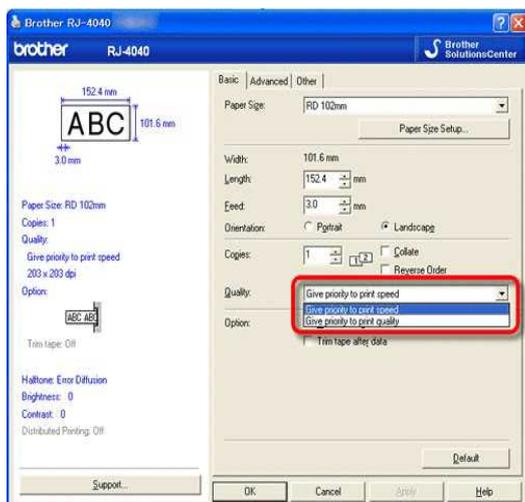 Brother RJ-4040
brother RJ-4040
Brother
SolutionsCenter
152.4 mm
ABC
101.6 mm
3.0 mm
Paper Size: RD 102mm
Copies: 1
Quality:
Give priority to print speed
203 x 203 dpi
Option:
ABC ABC
Trim tape: Off
Halftone: Error Diffusion
Brightness: 0
Contrast: 0
Distributed Printing: Off
Support...
Basic Advanced Other
Paper Size: RD 102mm
Paper Size Setup...
Width: 101.6 mm
Length: 152.4 mm
Feed: 3.0 mm
Orientation: Portrait Landscape
Copies: 1 1 2 Collate
Reverse Order
Quality: Give priority to print speed
Give priority to print speed
Give priority to print quality
Option:
Trim tape after data
Default
OK Cancel Apply Help